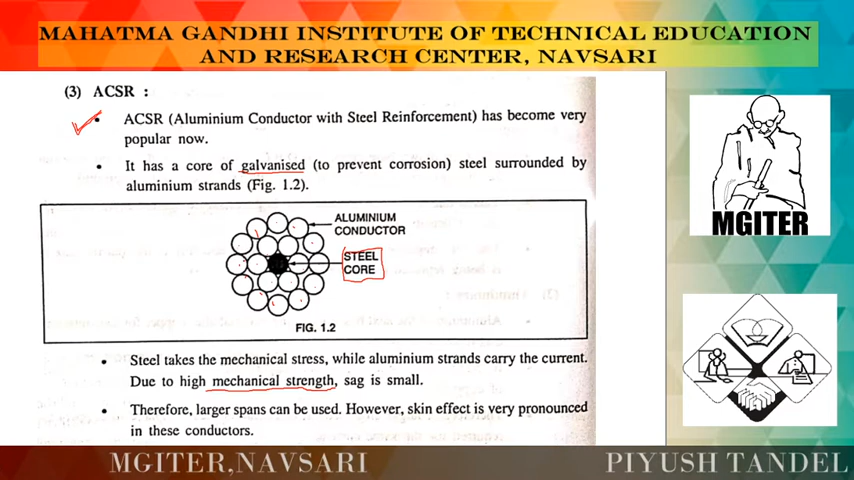 MAHATMA GANDHI INSTITUTE OF TECHNICAL EDUCATION
AND RESEARCH CENTER, NAVSARI
(3) ACSR :
• ACSR (Aluminium Conductor with Steel Reinforcement) has become very
popular now.
• It has a core of galvanised (to prevent corrosion) steel surrounded by
aluminium strands (Fig. 1.2).
ALUMINIUM
CONDUCTOR
STEEL
CORE
FIG. 1.2
• Steel takes the mechanical stress, while aluminium strands carry the current.
Due to high mechanical strength, sag is small.
• Therefore, larger spans can be used. However, skin effect is very pronounced
in these conductors.
MGITER
MGITER,NAVSARI
PIYUSH TANDEL